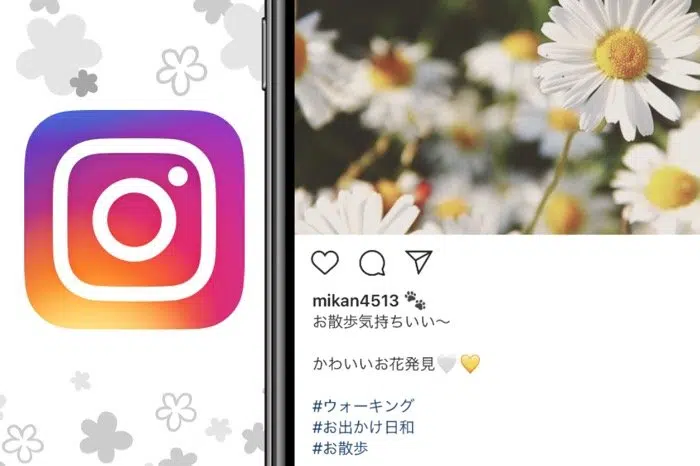 mikan4513 🐾
お散歩気持ちいい〜
かわいいお花発見🤍💛
#ウォーキング
#お出かけ日和
#お散歩